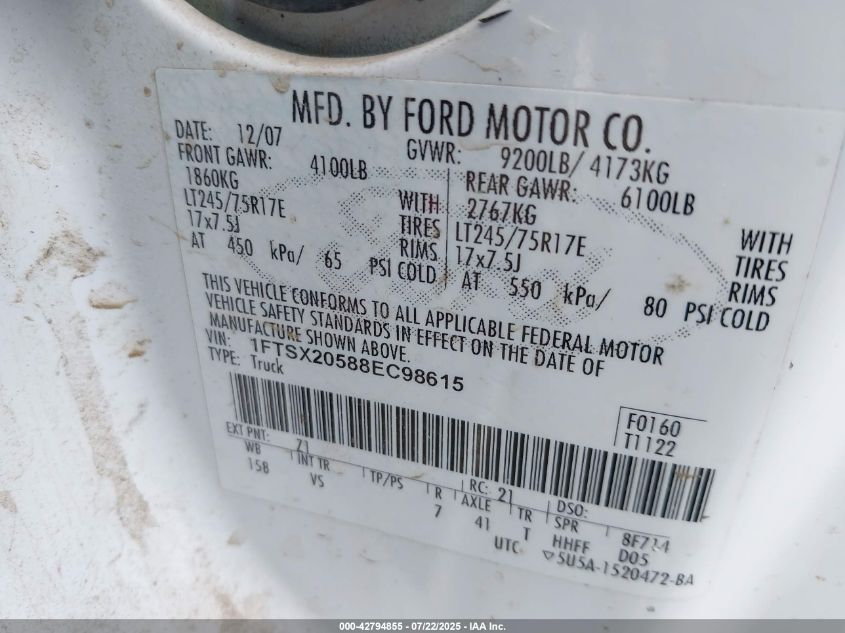 MFD. BY FORD MOTOR CO.
DATE: 12/07 GVWR: 9200LB/ 4173KG
FRONT GAWR: 4100LB REAR GAWR: 6100LB
1860KG WITH 2767KG WITH
LT245/75R17E TIRES LT245/75R17E TIRES
17x7.5J RIMS 17x7.5J RIMS
AT 450 kPa/ 65 PSI COLD AT 550 kPa/ 80 PSI COLD
THIS VEHICLE CONFORMS TO ALL APPLICABLE FEDERAL MOTOR
VEHICLE SAFETY STANDARDS IN EFFECT ON THE DATE OF
MANUFACTURE SHOWN ABOVE.
VIN: 1FTSX20588EC98615
TYPE: Truck
F0160
T1122
EXT PNT: Z1 RC: 21 DSO:
WB INT TR TP/PS R AXLE TR SPR 8F714
15B VS 7 41 T HHFF D05
UTC ▽5U5A-1520472-BA
000-42794855 - 07/22/2025 - IAA Inc.